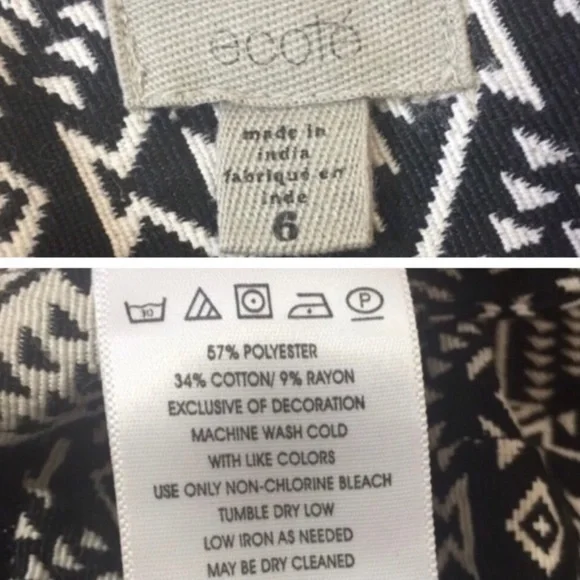 ecoté
made in
india
fabriqué en
inde
6
30
P
57% POLYESTER
34% COTTON/ 9% RAYON
EXCLUSIVE OF DECORATION
MACHINE WASH COLD
WITH LIKE COLORS
USE ONLY NON-CHLORINE BLEACH
TUMBLE DRY LOW
LOW IRON AS NEEDED
MAY BE DRY CLEANED